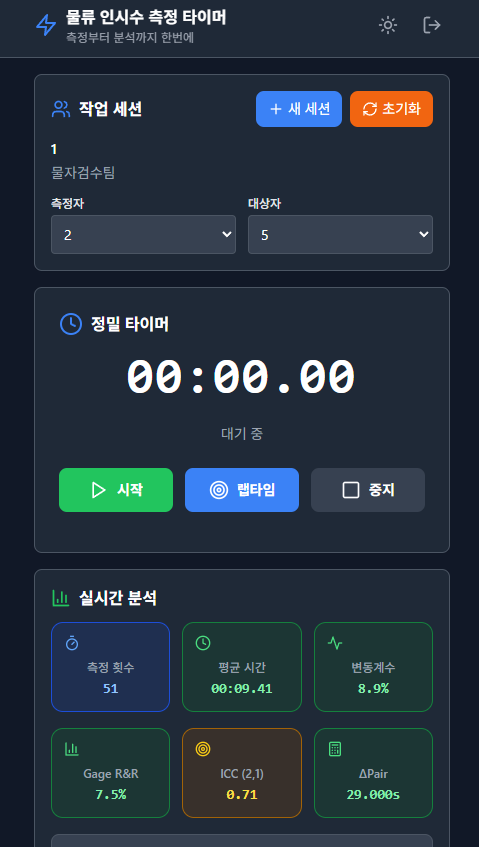 물류 인시수 측정 타이머
측정부터 분석까지 한번에
작업 세션
새 세션
초기화
1
물자검수팀
측정자
대상자
2
5
정밀 타이머
00:00.00
대기 중
시작
랩타임
중지
실시간 분석
측정 횟수
51
평균 시간
00:09.41
변동계수
8.9%
Gage R&R
7.5%
ICC (2,1)
0.71
ΔPair
29.000s